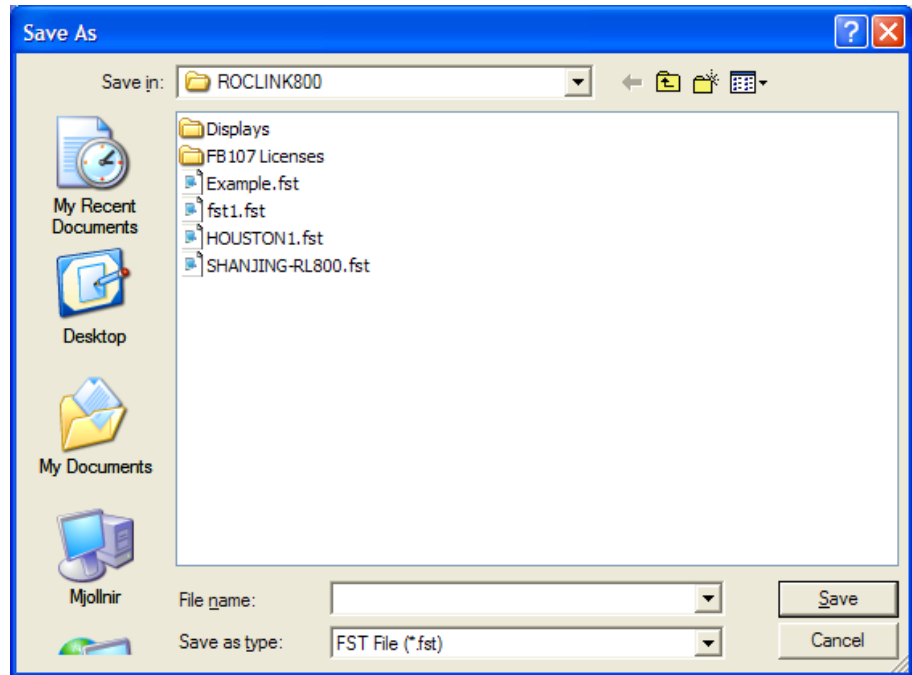 Save As
Save in: ROCLINK800
Displays
FB107 Licenses
Example.fst
fst1.fst
HOUSTON1.fst
SHANJING-RL800.fst
My Recent
Documents
Desktop
My Documents
Mjollnir
File name:
Save
Save as type: FST File (*.fst)
Cancel